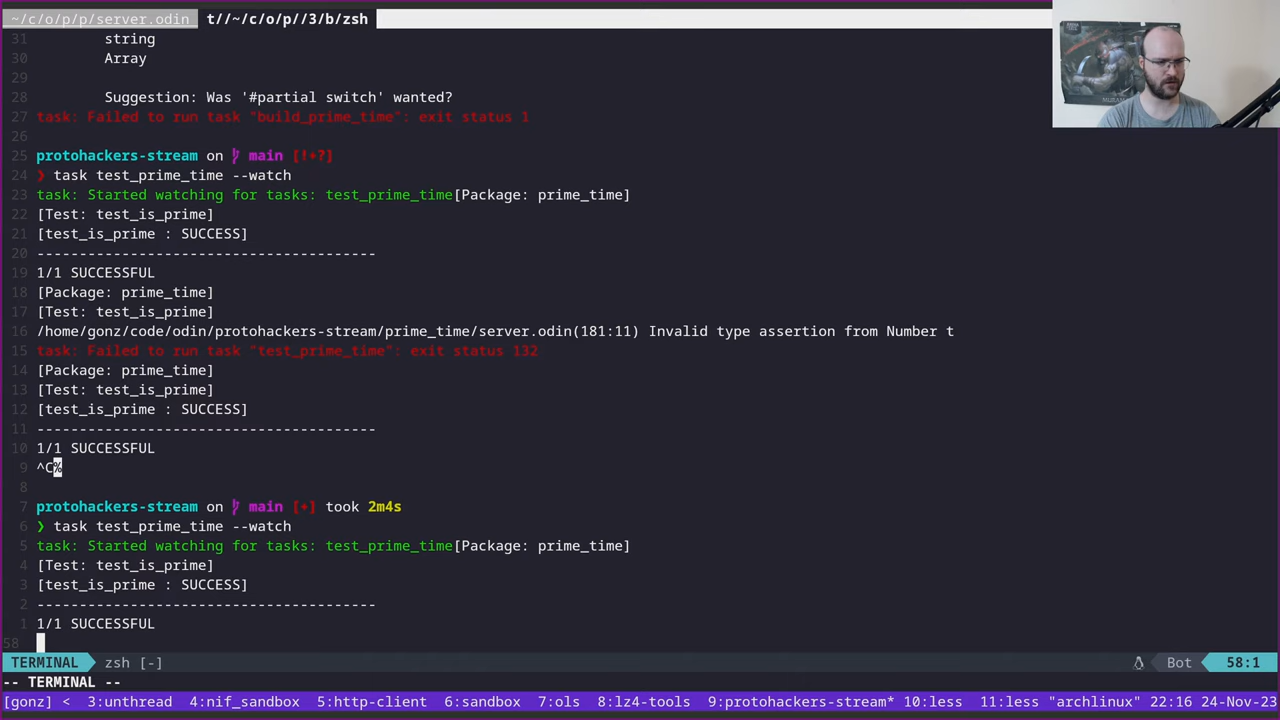 ~/c/o/p/p/server.odin t//~/c/o/p//3/b/zsh
31 string
30 Array
29
28 Suggestion: Was '#partial switch' wanted?
27 task: Failed to run task "build_prime_time": exit status 1
26
25 protohackers-stream on main [!+?]
24 ❯ task test_prime_time --watch
23 task: Started watching for tasks: test_prime_time[Package: prime_time]
22 [Test: test_is_prime]
21 [test_is_prime : SUCCESS]
20 ----------------------------------------
19 1/1 SUCCESSFUL
18 [Package: prime_time]
17 [Test: test_is_prime]
16 /home/gonz/code/odin/protohackers-stream/prime_time/server.odin(181:11) Invalid type assertion from Number t
15 task: Failed to run task "test_prime_time": exit status 132
14 [Package: prime_time]
13 [Test: test_is_prime]
12 [test_is_prime : SUCCESS]
11 ----------------------------------------
10 1/1 SUCCESSFUL
9 ^C%
8
7 protohackers-stream on main [+] took 2m4s
6 ❯ task test_prime_time --watch
5 task: Started watching for tasks: test_prime_time[Package: prime_time]
4 [Test: test_is_prime]
3 [test_is_prime : SUCCESS]
2 ----------------------------------------
1 1/1 SUCCESSFUL
58
TERMINAL zsh [-] Bot 58:1
-- TERMINAL --
[gonz] < 3:unthread 4:nif_sandbox 5:http-client 6:sandbox 7:ols 8:lz4-tools 9:protohackers-stream* 10:less 11:less "archlinux" 22:16 24-Nov-23